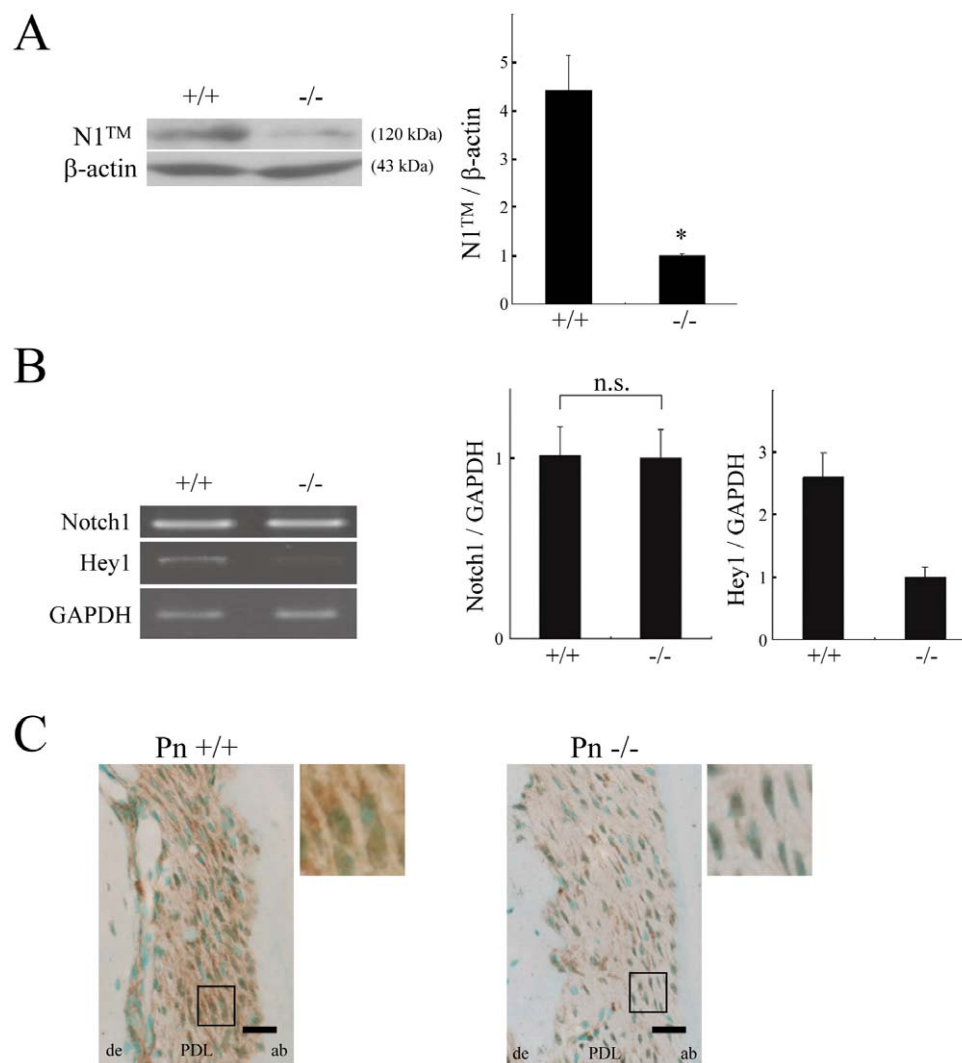 A
+/+ -/-
N1™ (120 kDa)
β-actin (43 kDa)
N1™ / β-actin
5
4
3
2
1
0
*
+/+ -/-
B
+/+ -/-
Notch1
Hey1
GAPDH
Notch1 / GAPDH
n.s.
1
0
+/+ -/-
Hey1 / GAPDH
3
2
1
0
+/+ -/-
C
Pn +/+
de PDL ab
Pn -/-
de PDL ab